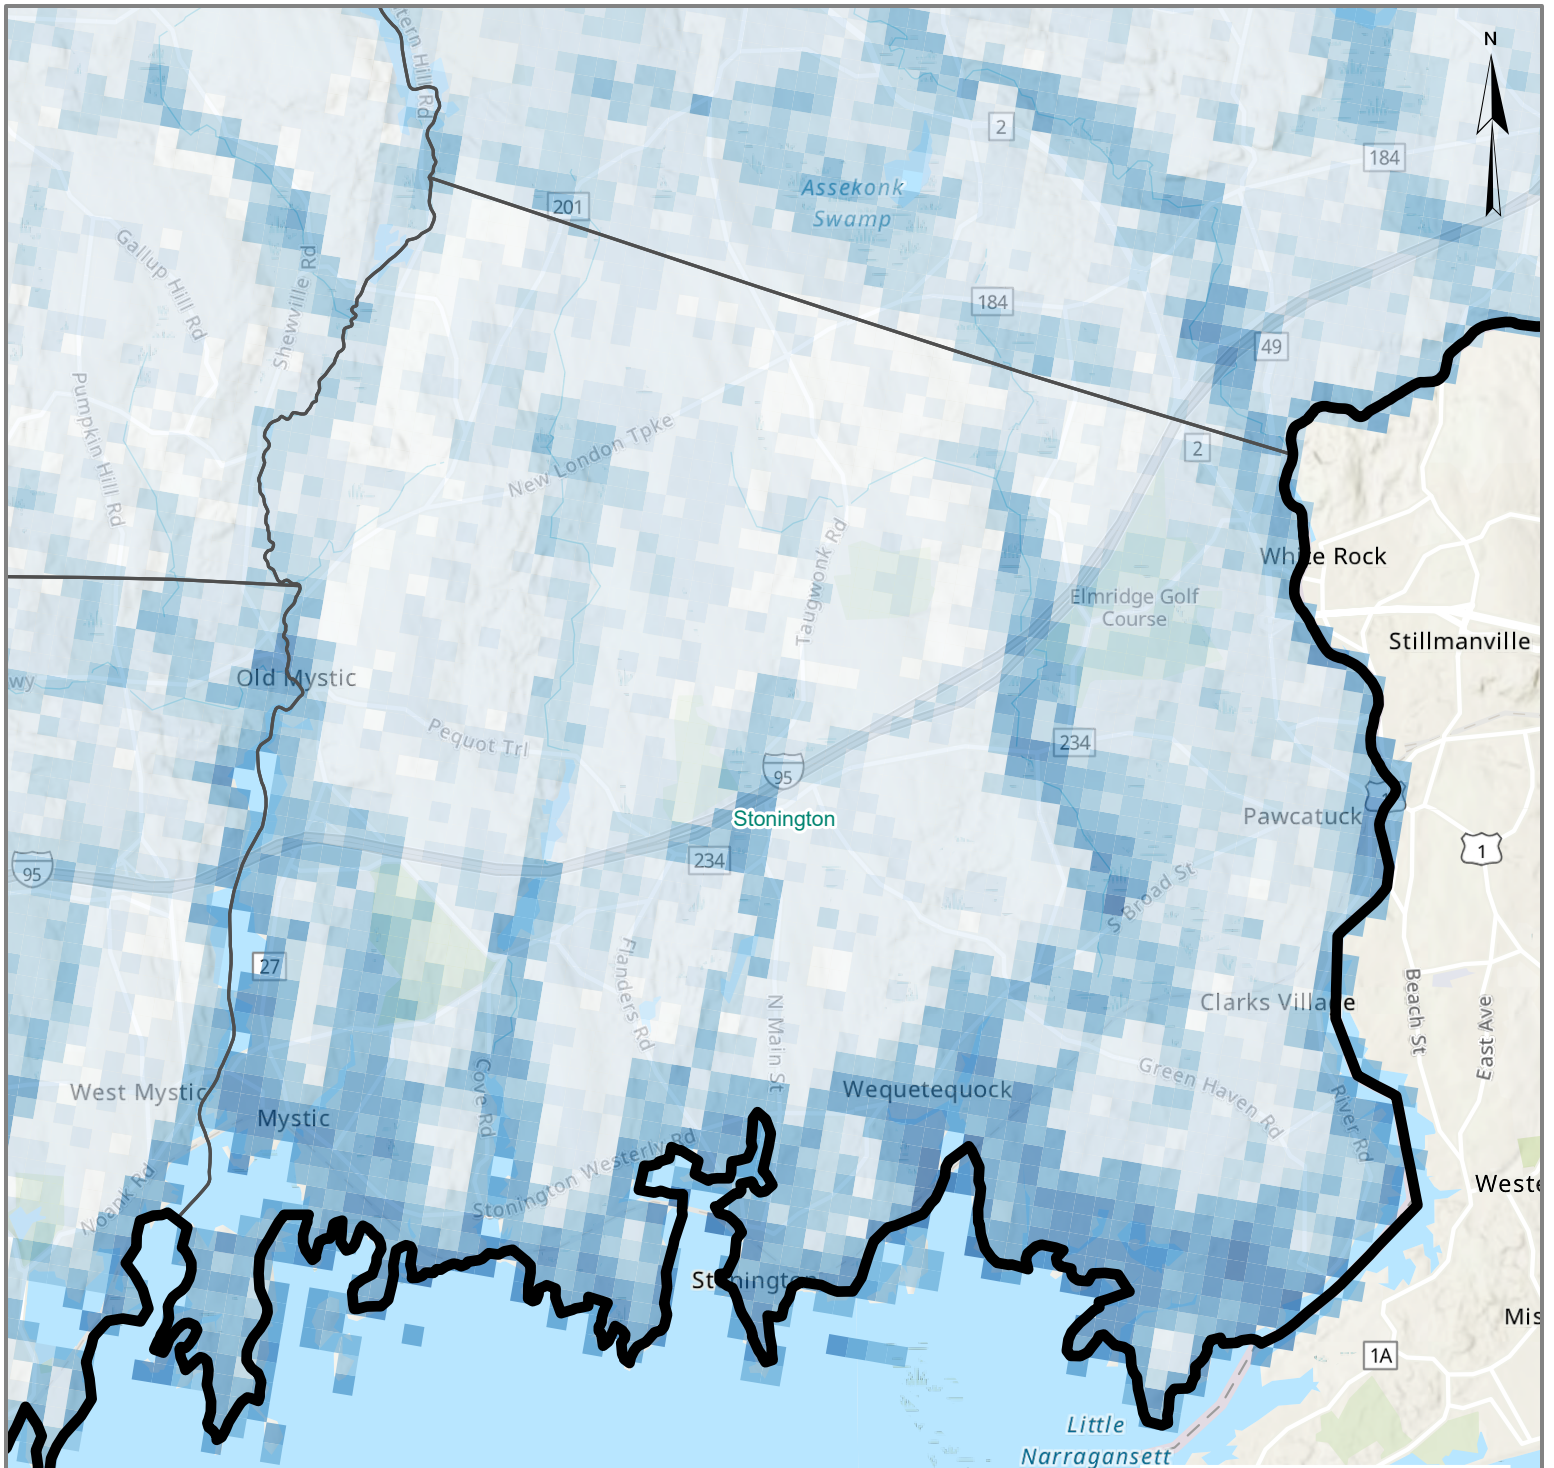 N
tern Hill Rd
2
184
Assekonk
Swamp
201
Gallup Hill Rd
Shewville Rd
184
49
Pumpkin Hill Rd
New London Tpke
2
Taugwonk Rd
White Rock
Elmridge Golf
Course
Stillmanville
wy
Old Mystic
Pequot Trl
234
95
Stonington
Pawcatuck
1
234
95
S Broad St
27
Flanders Rd
N Main St
Clarks Village
Beach St
East Ave
West Mystic
Mystic
Cove Rd
Wequetequock
Green Haven Rd
River Rd
Noank Rd
Stonington Westerly Rd
Weste
Stonington
Mis
1A
Little
Narragansett